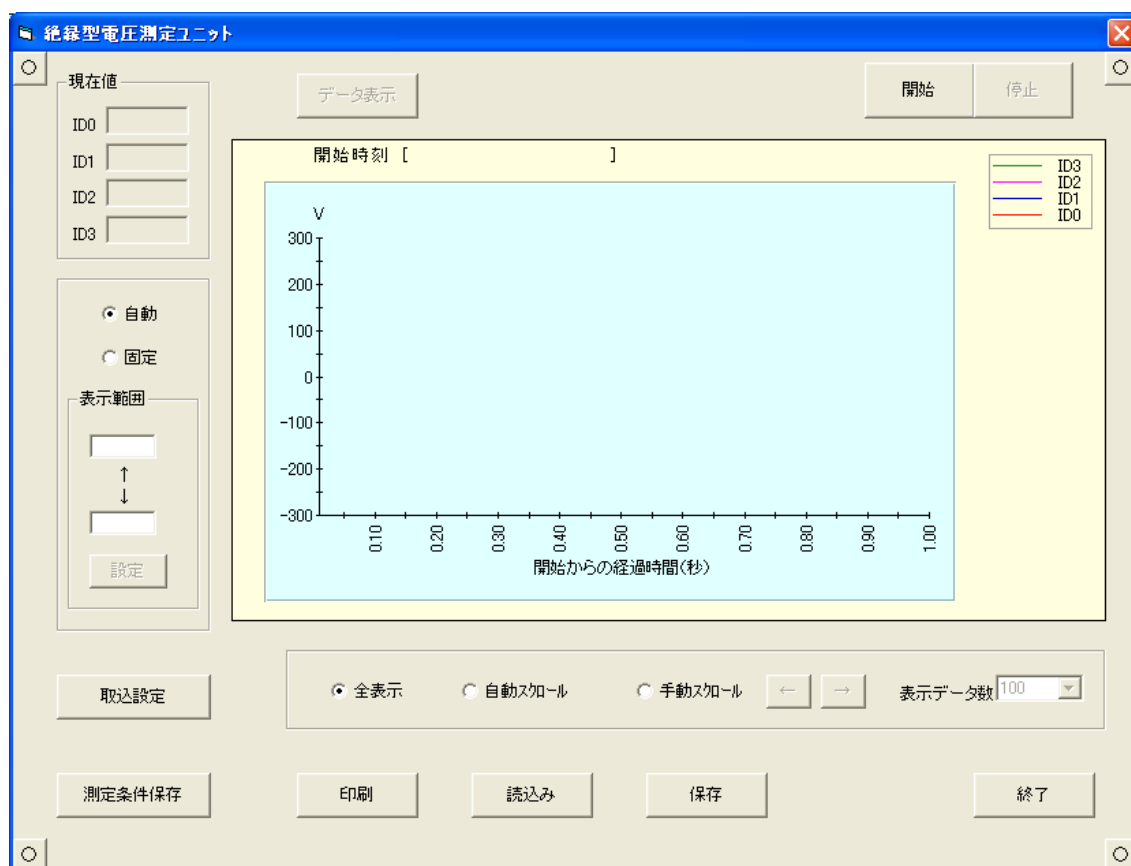 絶縁型電圧測定ユニット
現在値
ID0
ID1
ID2
ID3
データ表示
開始
停止
開始時刻 [ ]
ID3
ID2
ID1
ID0
V
300
200
100
0
-100
-200
-300
0.10 0.20 0.30 0.40 0.50 0.60 0.70 0.80 0.90 1.00
開始からの経過時間(秒)
自動
固定
表示範囲
↑
↓
設定
取込設定
全表示
自動スクロール
手動スクロール
←
→
表示データ数 100
測定条件保存
印刷
読込み
保存
終了